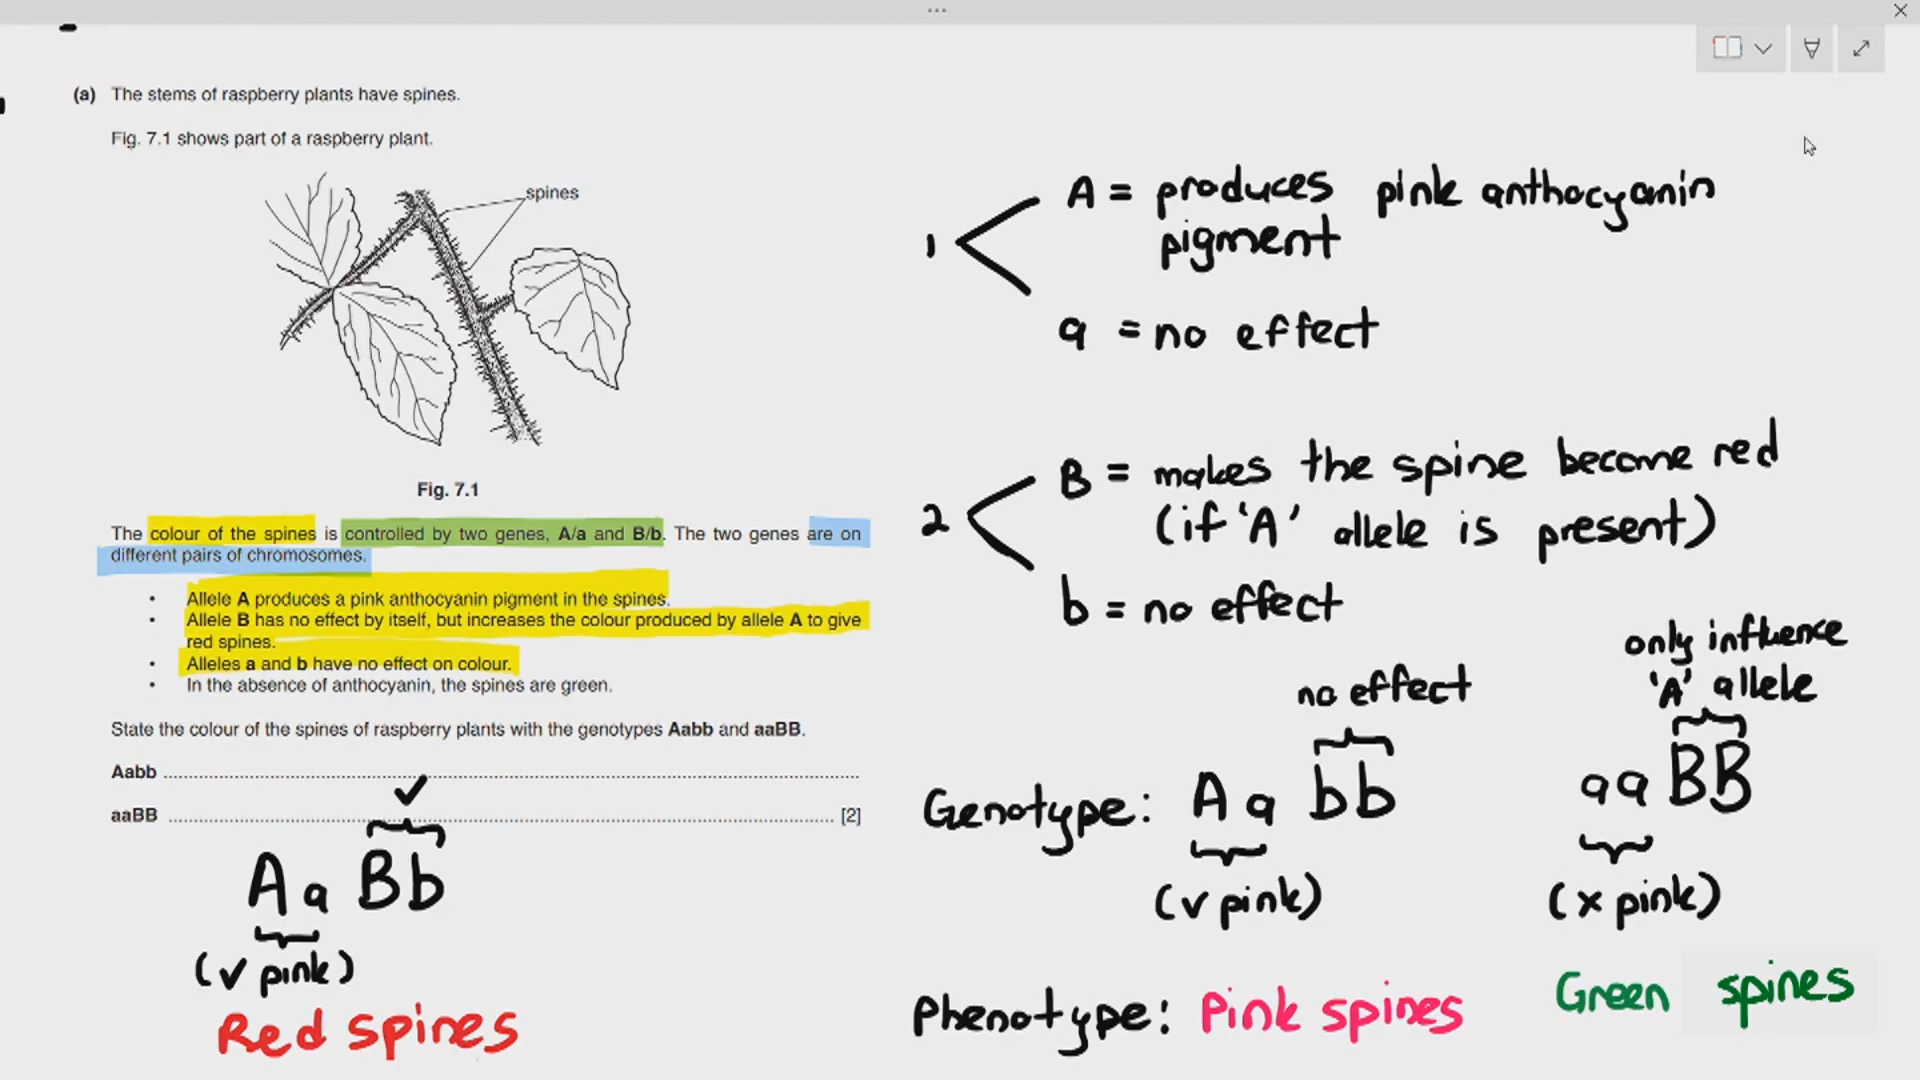 (a) The stems of raspberry plants have spines.
Fig. 7.1 shows part of a raspberry plant.
spines
Fig. 7.1
The colour of the spines is controlled by two genes, A/a and B/b. The two genes are on
different pairs of chromosomes.
• Allele A produces a pink anthocyanin pigment in the spines.
• Allele B has no effect by itself, but increases the colour produced by allele A to give
red spines.
• Alleles a and b have no effect on colour.
• In the absence of anthocyanin, the spines are green.
State the colour of the spines of raspberry plants with the genotypes Aabb and aaBB.
Aabb ........................................................................
aaBB ........................................................................ [2]
✓
Aa Bb
(✓ pink)
Red spines
1
A = produces pink anthocyanin
pigment
a = no effect
2
B = makes the spine become red
(if 'A' allele is present)
b = no effect
no effect
only influence
'A' allele
Genotype: Aa bb aa BB
(✓ pink) (x pink)
Phenotype: Pink spines Green spines